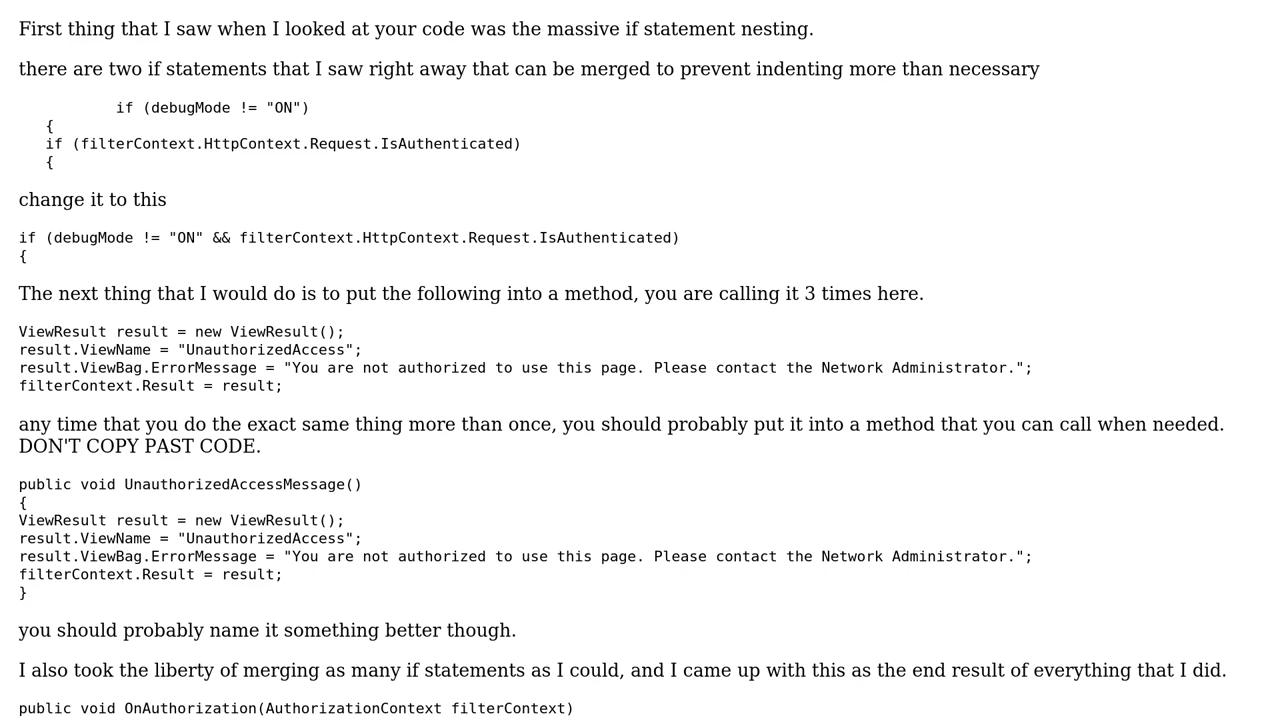 First thing that I saw when I looked at your code was the massive if statement nesting.
there are two if statements that I saw right away that can be merged to prevent indenting more than necessary
if (debugMode != "ON")
{
if (filterContext.HttpContext.Request.IsAuthenticated)
{
change it to this
if (debugMode != "ON" && filterContext.HttpContext.Request.IsAuthenticated)
{
The next thing that I would do is to put the following into a method, you are calling it 3 times here.
ViewResult result = new ViewResult();
result.ViewName = "UnauthorizedAccess";
result.ViewBag.ErrorMessage = "You are not authorized to use this page. Please contact the Network Administrator.";
filterContext.Result = result;
any time that you do the exact same thing more than once, you should probably put it into a method that you can call when needed.
DON'T COPY PAST CODE.
public void UnauthorizedAccessMessage()
{
ViewResult result = new ViewResult();
result.ViewName = "UnauthorizedAccess";
result.ViewBag.ErrorMessage = "You are not authorized to use this page. Please contact the Network Administrator.";
filterContext.Result = result;
}
you should probably name it something better though.
I also took the liberty of merging as many if statements as I could, and I came up with this as the end result of everything that I did.
public void OnAuthorization(AuthorizationContext filterContext)